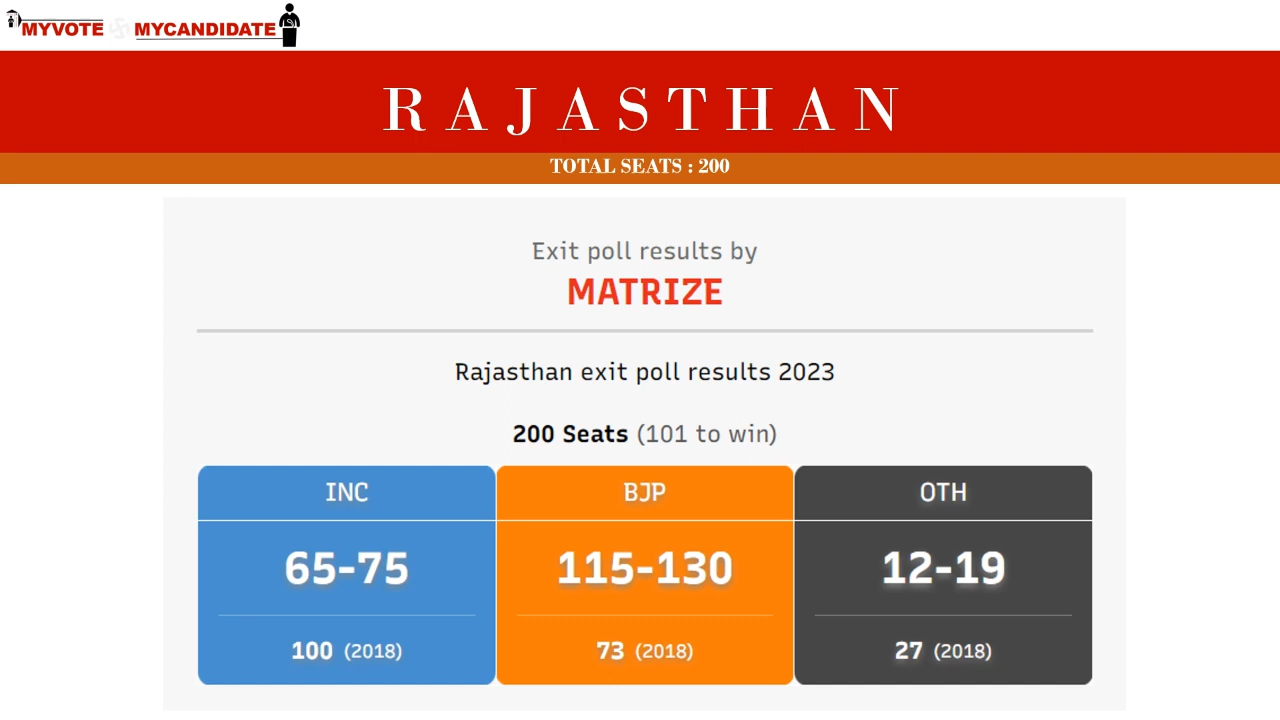 MYVOTE MYCANDIDATE
RAJASTHAN
TOTAL SEATS : 200
Exit poll results by
MATRIZE
Rajasthan exit poll results 2023
200 Seats (101 to win)
INC BJP OTH
65-75 115-130 12-19
100 (2018) 73 (2018) 27 (2018)